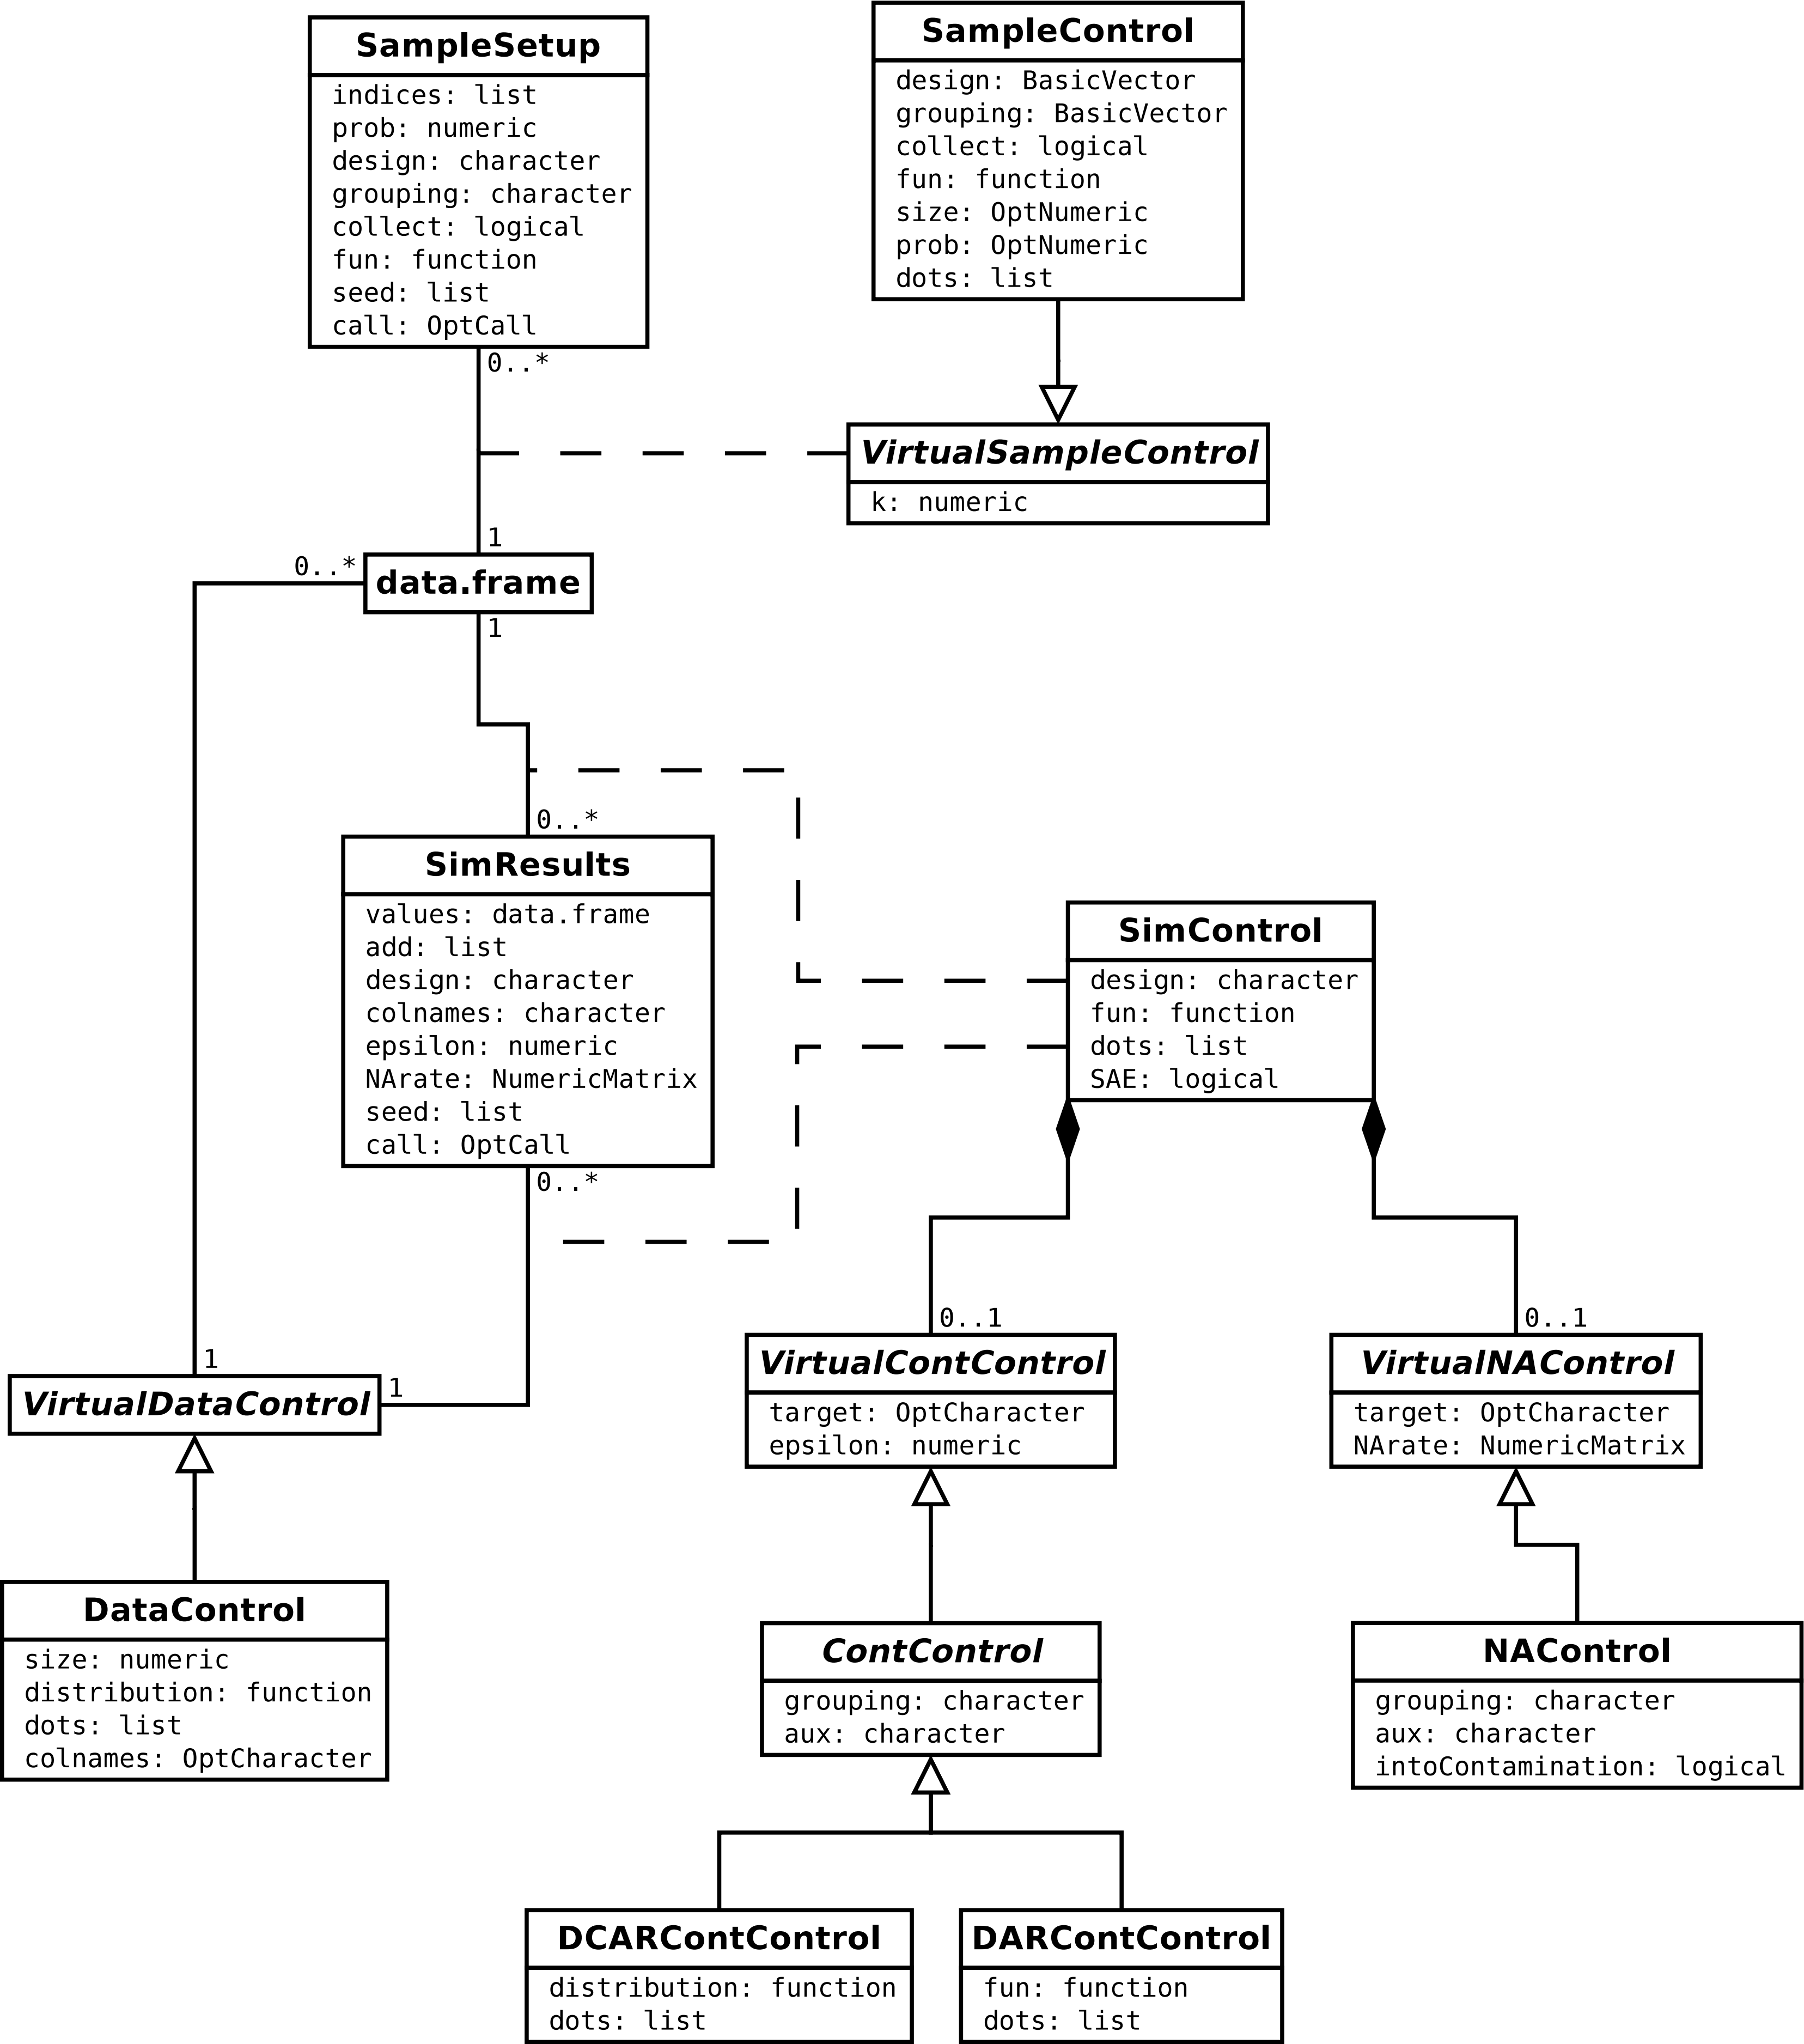 SampleSetup
indices: list
prob: numeric
design: character
grouping: character
collect: logical
fun: function
seed: list
call: OptCall
0..*
SampleControl
design: BasicVector
grouping: BasicVector
collect: logical
fun: function
size: OptNumeric
prob: OptNumeric
dots: list
VirtualSampleControl
k: numeric
1
0..*
data.frame
1
0..*
SimResults
values: data.frame
add: list
design: character
colnames: character
epsilon: numeric
NArate: NumericMatrix
seed: list
call: OptCall
0..*
SimControl
design: character
fun: function
dots: list
SAE: logical
0..1
0..1
1
1
VirtualDataControl
VirtualContControl
target: OptCharacter
epsilon: numeric
VirtualNAControl
target: OptCharacter
NArate: NumericMatrix
DataControl
size: numeric
distribution: function
dots: list
colnames: OptCharacter
ContControl
grouping: character
aux: character
NAControl
grouping: character
aux: character
intoContamination: logical
DCARContControl
distribution: function
dots: list
DARContControl
fun: function
dots: list